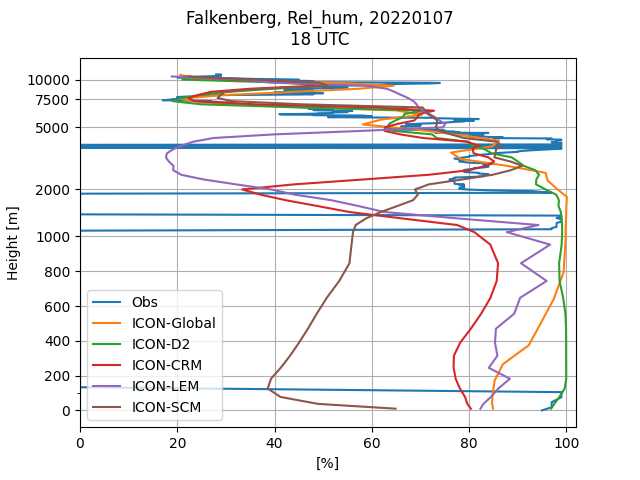 Falkenberg, Rel_hum, 20220107
18 UTC
10000
7500
5000
2000
1000
800
600
400
200
0
Height [m]
Obs
ICON-Global
ICON-D2
ICON-CRM
ICON-LEM
ICON-SCM
0 20 40 60 80 100
[%]